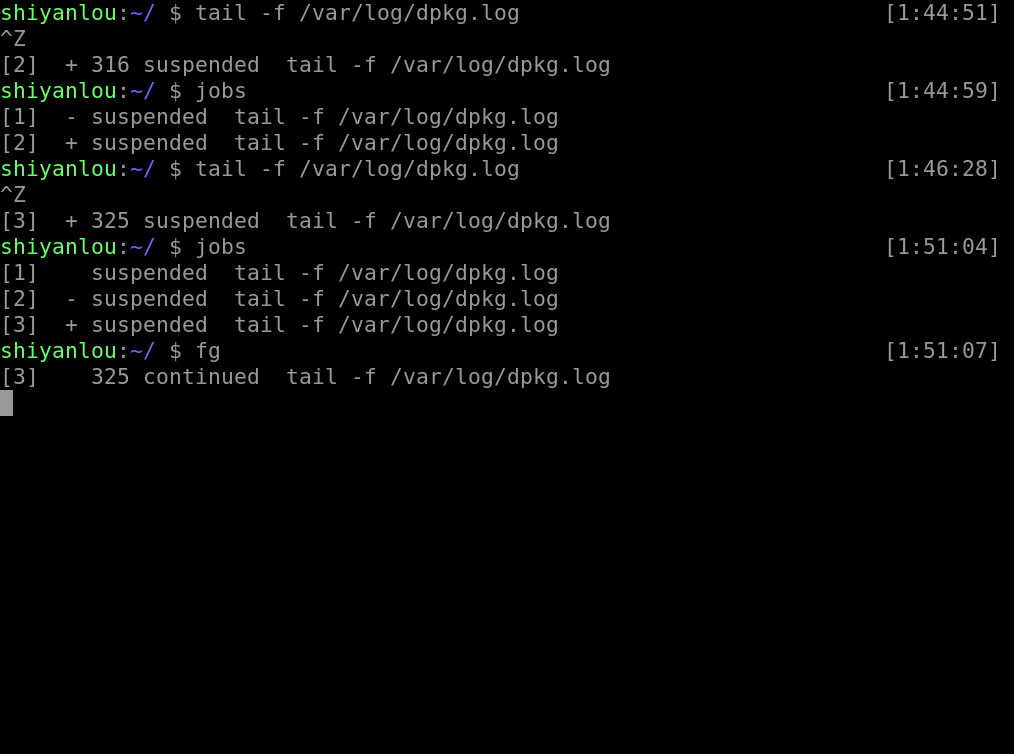 shiyanlou:~/ $ tail -f /var/log/dpkg.log [1:44:51]
^Z
[2]  + 316 suspended  tail -f /var/log/dpkg.log
shiyanlou:~/ $ jobs [1:44:59]
[1]  - suspended  tail -f /var/log/dpkg.log
[2]  + suspended  tail -f /var/log/dpkg.log
shiyanlou:~/ $ tail -f /var/log/dpkg.log [1:46:28]
^Z
[3]  + 325 suspended  tail -f /var/log/dpkg.log
shiyanlou:~/ $ jobs [1:51:04]
[1]    suspended  tail -f /var/log/dpkg.log
[2]  - suspended  tail -f /var/log/dpkg.log
[3]  + suspended  tail -f /var/log/dpkg.log
shiyanlou:~/ $ fg [1:51:07]
[3]    325 continued  tail -f /var/log/dpkg.log